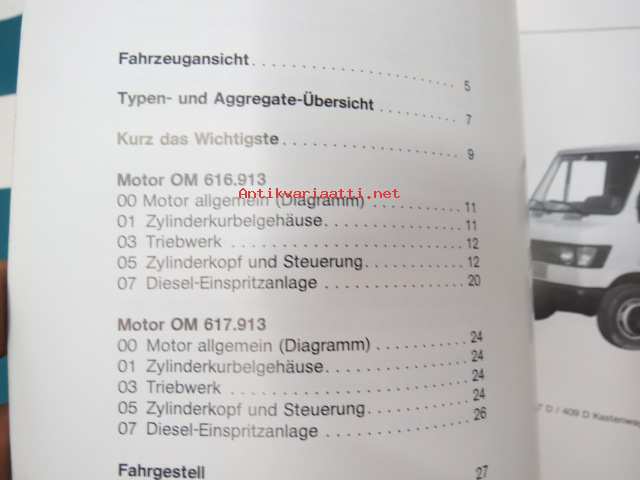 Fahrzeugansicht . . . . . . . . . . . . . . . . . . . . . 5
Typen- und Aggregate-Übersicht . . . . . . . . 7
Kurz das Wichtigste . . . . . . . . . . . . . . . . . . 9
Motor OM 616.913
00 Motor allgemein (Diagramm) . . . . . . . . . 11
01 Zylinderkurbelgehäuse . . . . . . . . . . . . . . 11
03 Triebwerk . . . . . . . . . . . . . . . . . . . . . . . . 12
05 Zylinderkopf und Steuerung . . . . . . . . . . 12
07 Diesel-Einspritzanlage . . . . . . . . . . . . . . 20
Motor OM 617.913
00 Motor allgemein (Diagramm) . . . . . . . . . 24
01 Zylinderkurbelgehäuse . . . . . . . . . . . . . . 24
03 Triebwerk . . . . . . . . . . . . . . . . . . . . . . . . 24
05 Zylinderkopf und Steuerung . . . . . . . . . . 24
07 Diesel-Einspritzanlage . . . . . . . . . . . . . . 26
Fahrgestell 27
Antikvariaatti.net
D / 409 D